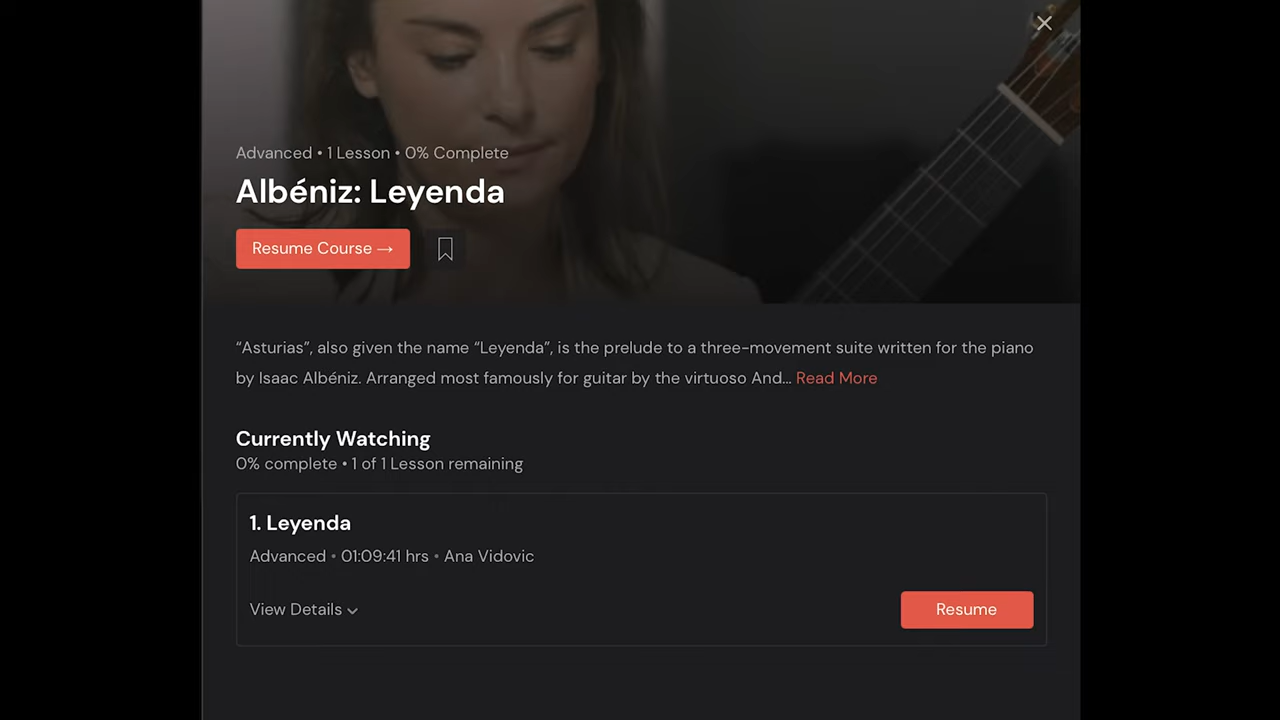 Advanced • 1 Lesson • 0% Complete
Albéniz: Leyenda
Resume Course →
“Asturias”, also given the name “Leyenda”, is the prelude to a three-movement suite written for the piano
by Isaac Albéniz. Arranged most famously for guitar by the virtuoso And... Read More
Currently Watching
0% complete • 1 of 1 Lesson remaining
1. Leyenda
Advanced • 01:09:41 hrs • Ana Vidovic
View Details
Resume